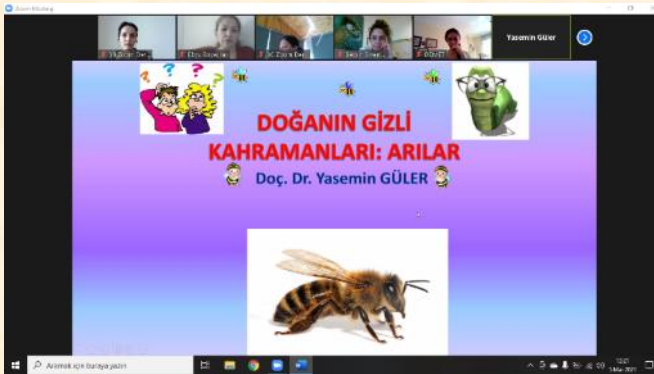 Yasemin Güler
DOĞANIN GİZLİ
KAHRAMANLARI: ARILAR
Doç. Dr. Yasemin GÜLER
Aramak için buraya yazın